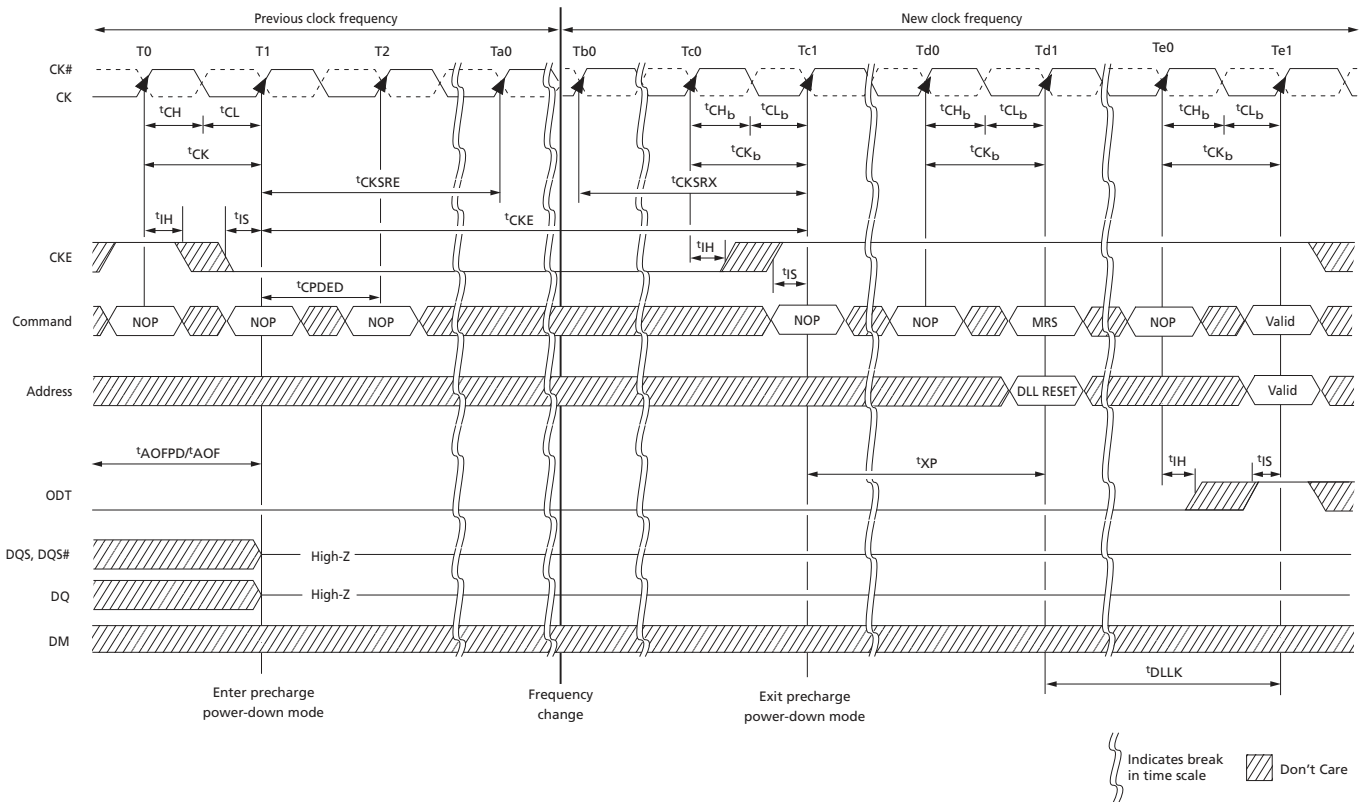 Previous clock frequency New clock frequency
T0 T1 T2 Ta0 Tb0 Tc0 Tc1 Td0 Td1 Te0 Te1
CK#
CK
tCH tCL tCHb tCLb tCHb tCLb tCHb tCLb
tCK tCKb tCKb tCKb
tCKSRE tCKSRX
tIH tIS tCKE
CKE tIH
tIS
tCPDED
Command NOP NOP NOP NOP NOP MRS NOP Valid
Address DLL RESET Valid
tAOFPD/tAOF tXP tIH tIS
ODT
DQS, DQS# High-Z
DQ High-Z
DM
tDLLK
Enter precharge
power-down mode
Frequency
change
Exit precharge
power-down mode
Indicates break
in time scale
Don't Care